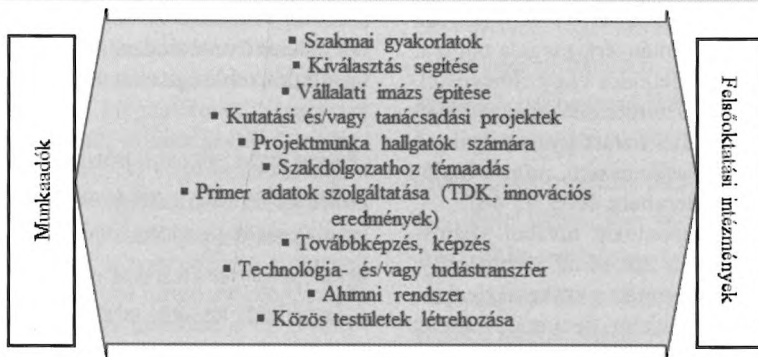 Munkaadók
▪ Szakmai gyakorlatok
▪ Kiválasztás segítése
▪ Vállalati imázs építése
▪ Kutatási és/vagy tanácsadási projektek
▪ Projektmunka hallgatók számára
▪ Szakdolgozathoz témaadás
▪ Primer adatok szolgáltatása (TDK, innovációs
eredmények)
▪ Továbbképzés, képzés
▪ Technológia- és/vagy tudástranszfer
▪ Alumni rendszer
▪ Közös testületek létrehozása
Felsőoktatási intézmények